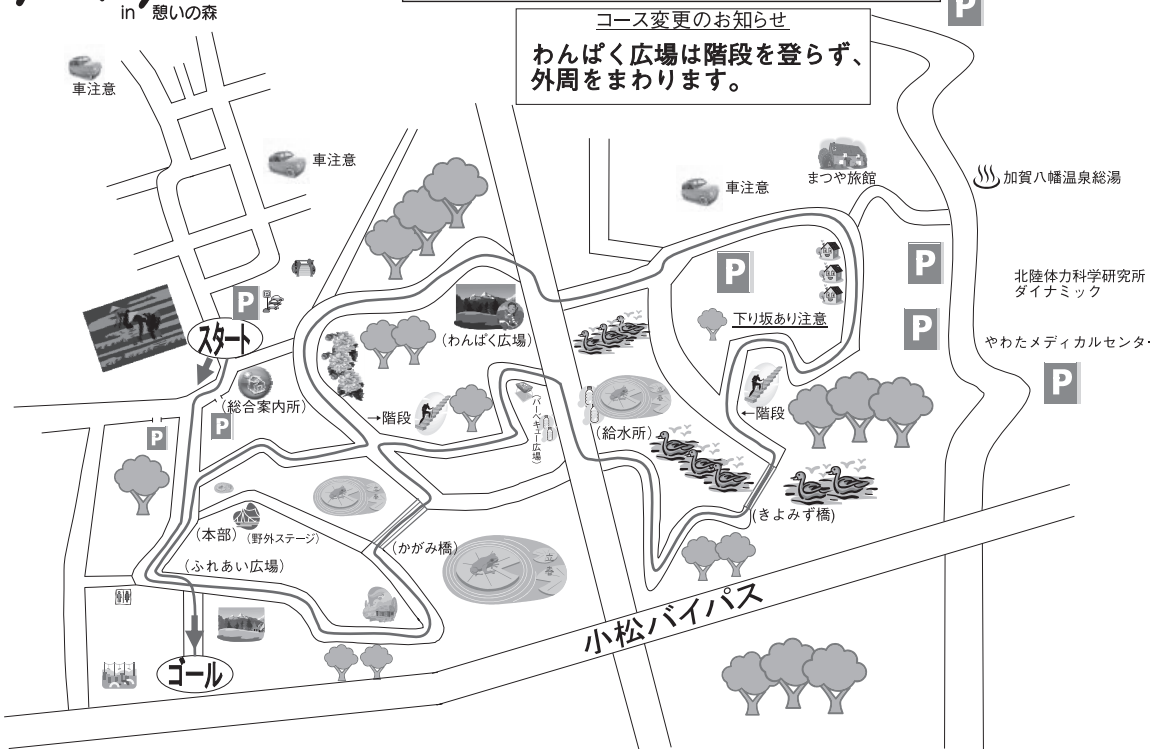 in 憩いの森
P
コース変更のお知らせ
わんぱく広場は階段を登らず、
外周をまわります。
車注意
車注意
車注意
まつや旅館
加賀八幡温泉総湯
P
P
北陸体力科学研究所
ダイナミック
P
スタート
(わんぱく広場)
下り坂あり注意
P
やわたメディカルセンター
P
(総合案内所)
→階段
(バーベキュー広場)
(給水所)
←階段
P
P
(本部)
(野外ステージ)
(かがみ橋)
(きよみず橋)
(ふれあい広場)
小松バイパス
ゴール